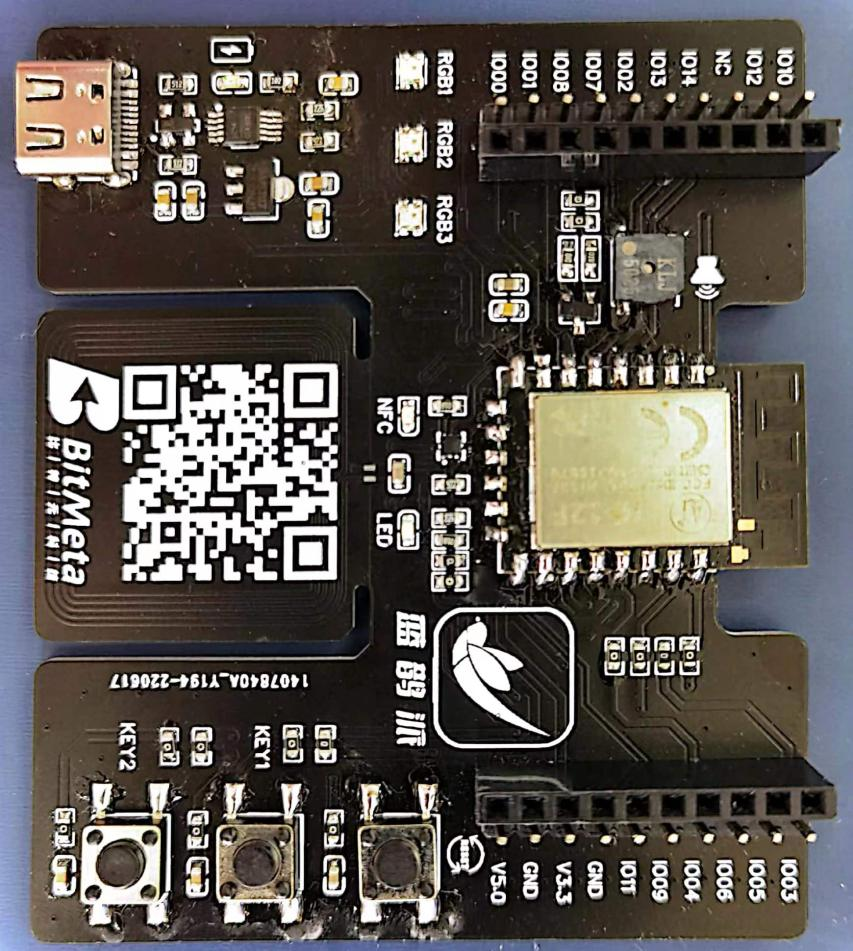 IO00
IO01
IO08
IO07
IO02
IO13
IO14
NC
IO12
IO10
RGB1
RGB2
RGB3
NFC
LED
BitMeta
1407840A_Y194-220617
KEY2
KEY1
RESET
V5.0
GND
V3.3
GND
IO11
IO09
IO04
IO06
IO05
IO03